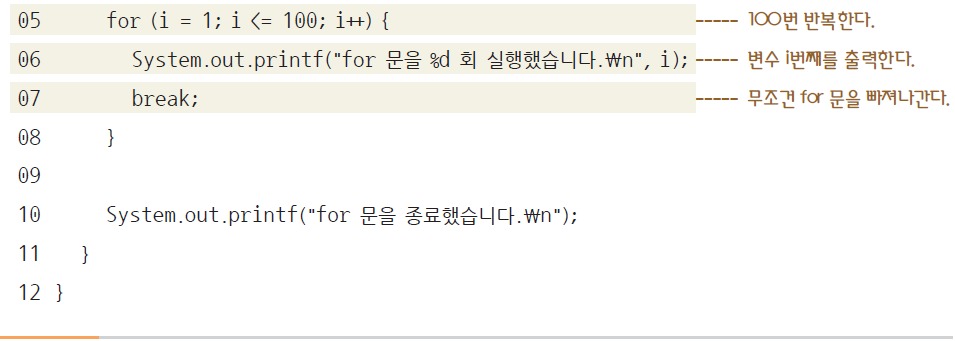 05 for (i = 1; i <= 100; i++) { ----- 100번 반복한다.
06 System.out.printf("for 문을 %d 회 실행했습니다.₩n", i); ----- 변수 i번째를 출력한다.
07 break; ----- 무조건 for 문을 빠져나간다.
08 }
09
10 System.out.printf("for 문을 종료했습니다.₩n");
11 }
12 }